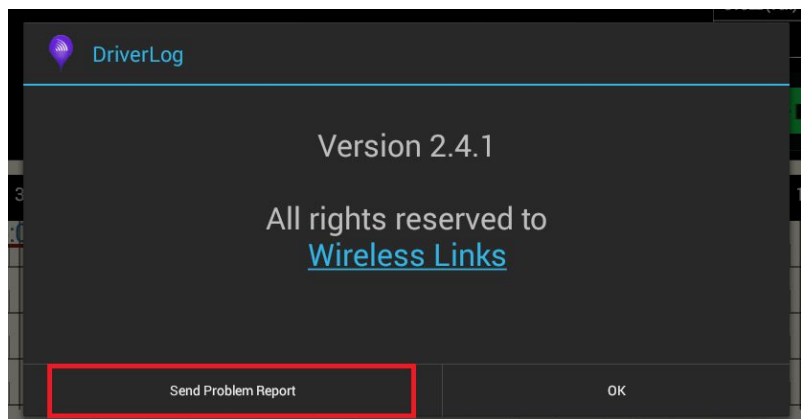 DriverLog
Version 2.4.1
All rights reserved to
Wireless Links
Send Problem Report
OK